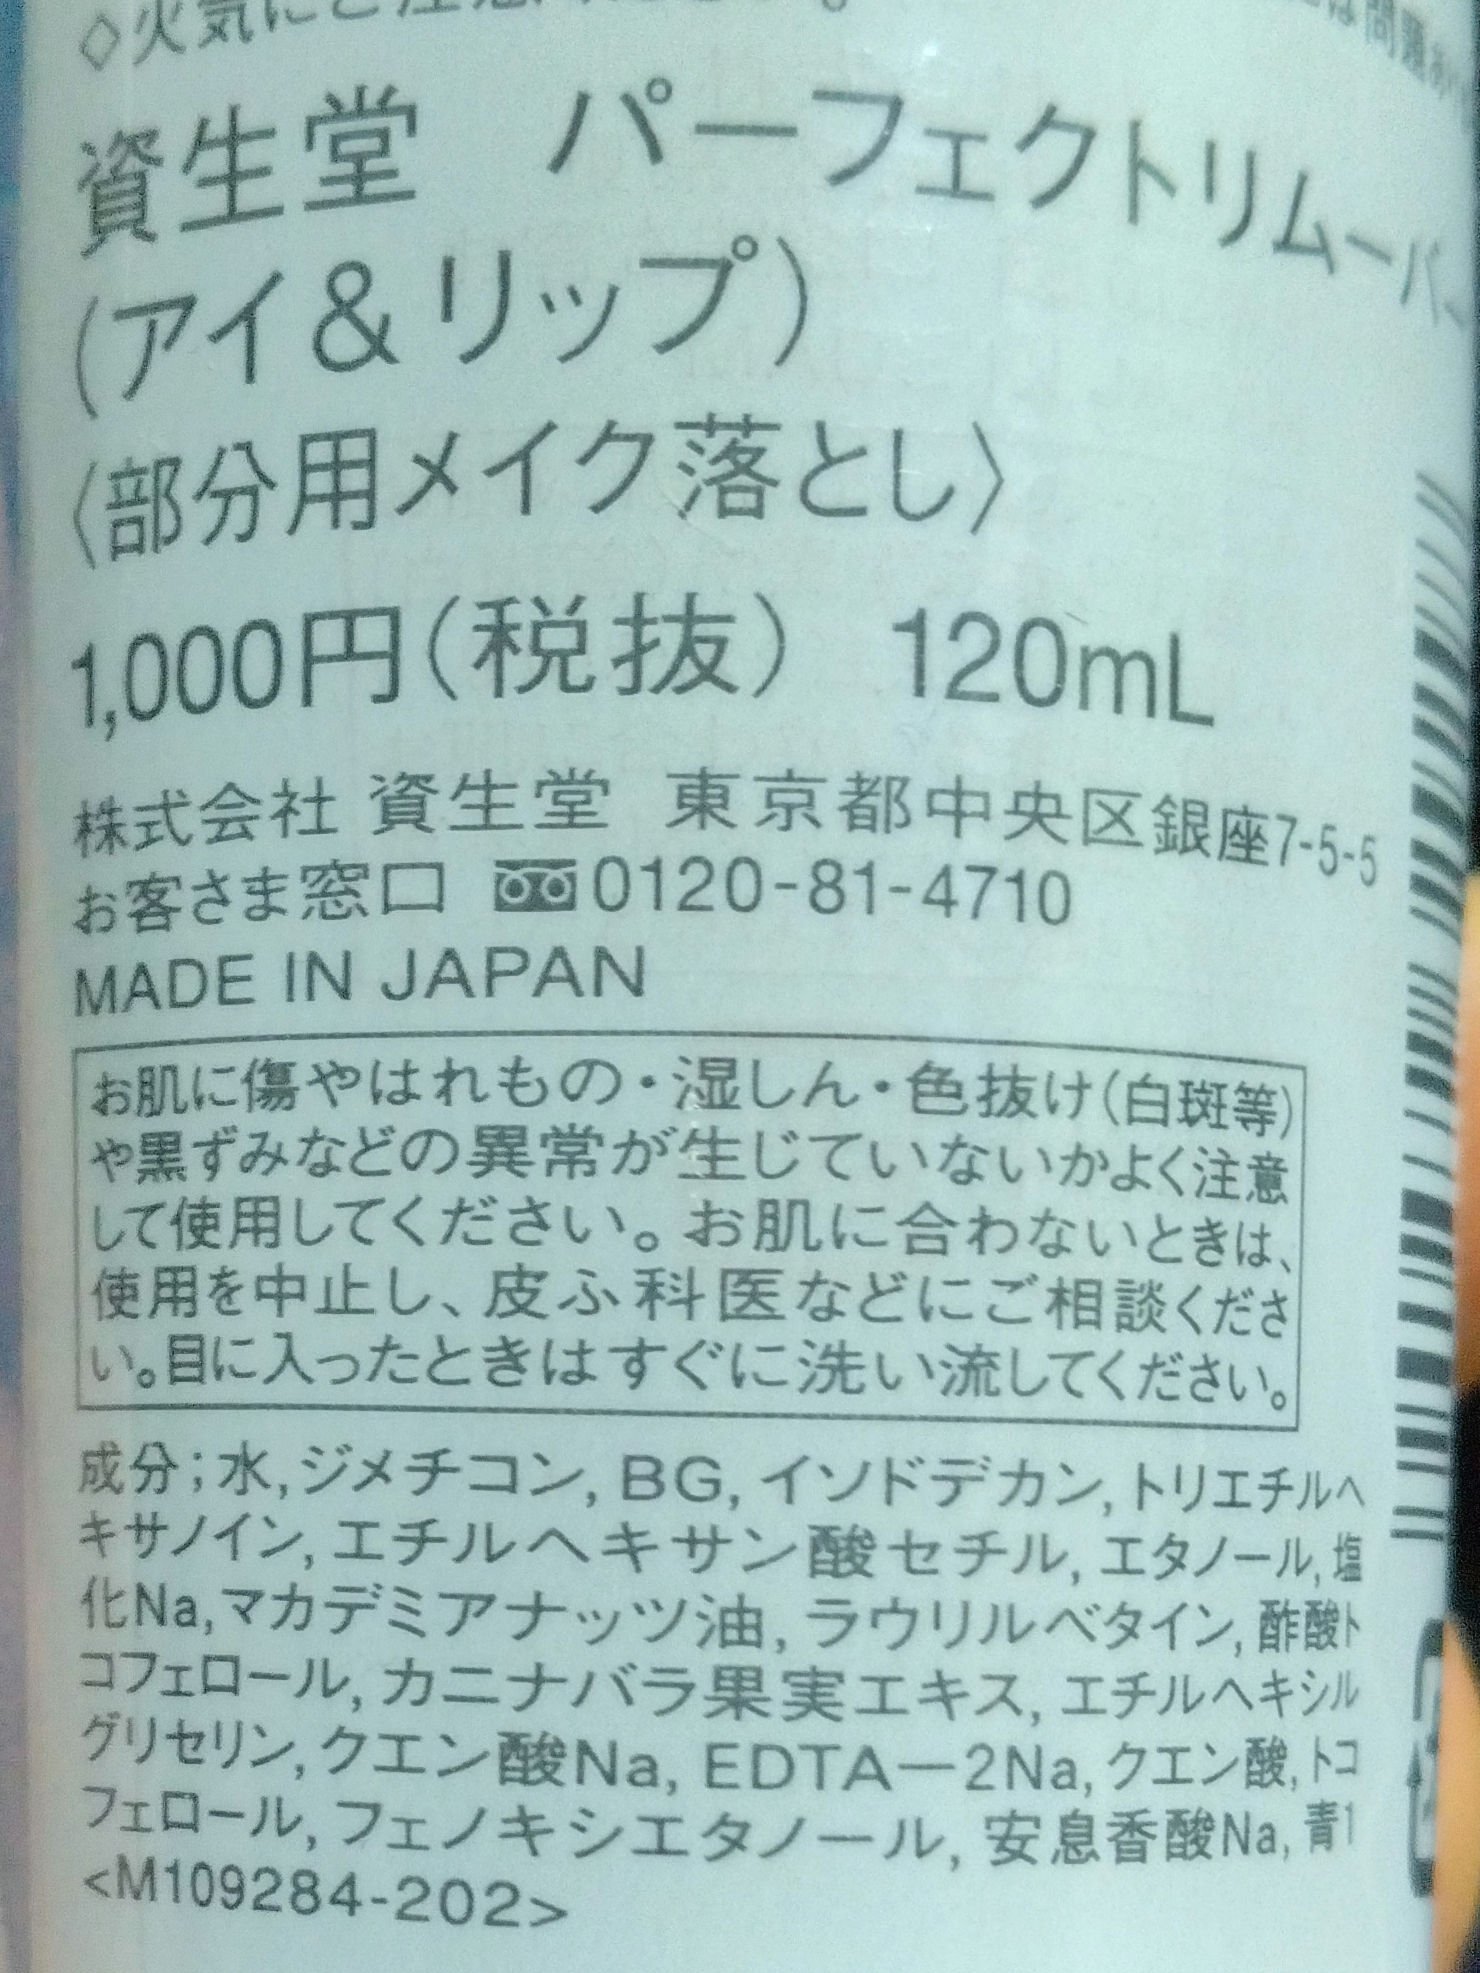 ◇火気にご注意ください。
資生堂　パーフェクトリムーバー
(アイ&リップ)
〈部分用メイク落とし〉
1,000円(税抜)　120mL
株式会社 資生堂 東京都中央区銀座7-5-5
お客さま窓口 0120-81-4710
MADE IN JAPAN
お肌に傷やはれもの・湿しん・色抜け(白斑等)
や黒ずみなどの異常が生じていないかよく注意
して使用してください。お肌に合わないときは、
使用を中止し、皮ふ科医などにご相談くださ
い。目に入ったときはすぐに洗い流してください。
成分;水,ジメチコン,BG,イソドデカン,トリエチルヘ
キサノイン,エチルヘキサン酸セチル,エタノール,塩
化Na,マカデミアナッツ油,ラウリルベタイン,酢酸ト
コフェロール,カニナバラ果実エキス,エチルヘキシル
グリセリン,クエン酸Na,EDTA－2Na,クエン酸,トコ
フェロール,フェノキシエタノール,安息香酸Na,青1
<M109284-202>